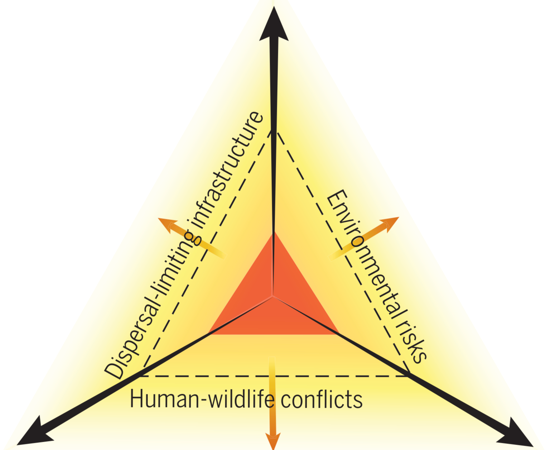 Dispersal-limiting infrastructure
Environmental risks
Human-wildlife conflicts